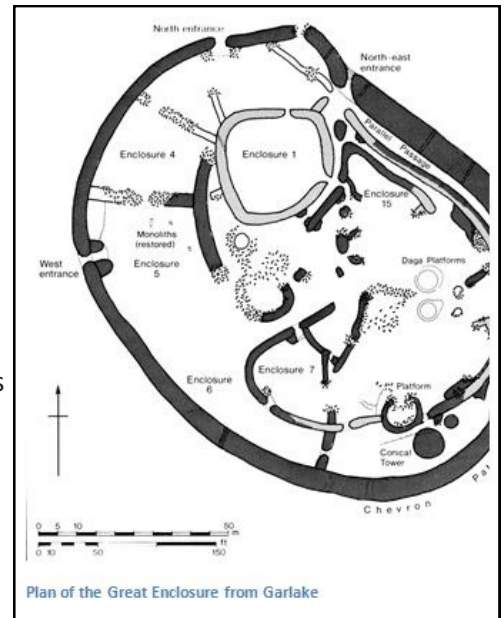 North entrance
North-east
entrance
Parallel Passage
Enclosure 4
Enclosure 1
Enclosure
15
Monoliths
(restored)
West
entrance
Enclosure
5
Daga Platforms
S
Enclosure 7
Enclosure
6
Platform
Conical
Tower
Chevron Pat
0 5 10 50
m
ft
0 10 50 150
Plan of the Great Enclosure from Garlake